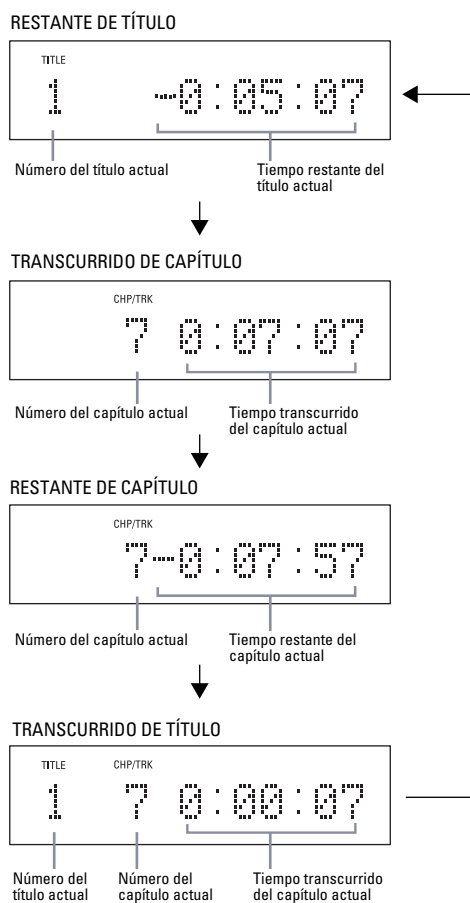 RESTANTE DE TÍTULO
TITLE
1 -0:05:07
Número del título actual
Tiempo restante del
título actual
TRANSCURRIDO DE CAPÍTULO
CHP/TRK
7 0:07:07
Número del capítulo actual
Tiempo transcurrido
del capítulo actual
RESTANTE DE CAPÍTULO
CHP/TRK
7-0:07:57
Número del capítulo actual
Tiempo restante del
capítulo actual
TRANSCURRIDO DE TÍTULO
TITLE CHP/TRK
1 7 0:00:07
Número del
título actual
Número del
capítulo actual
Tiempo transcurrido
del capítulo actual